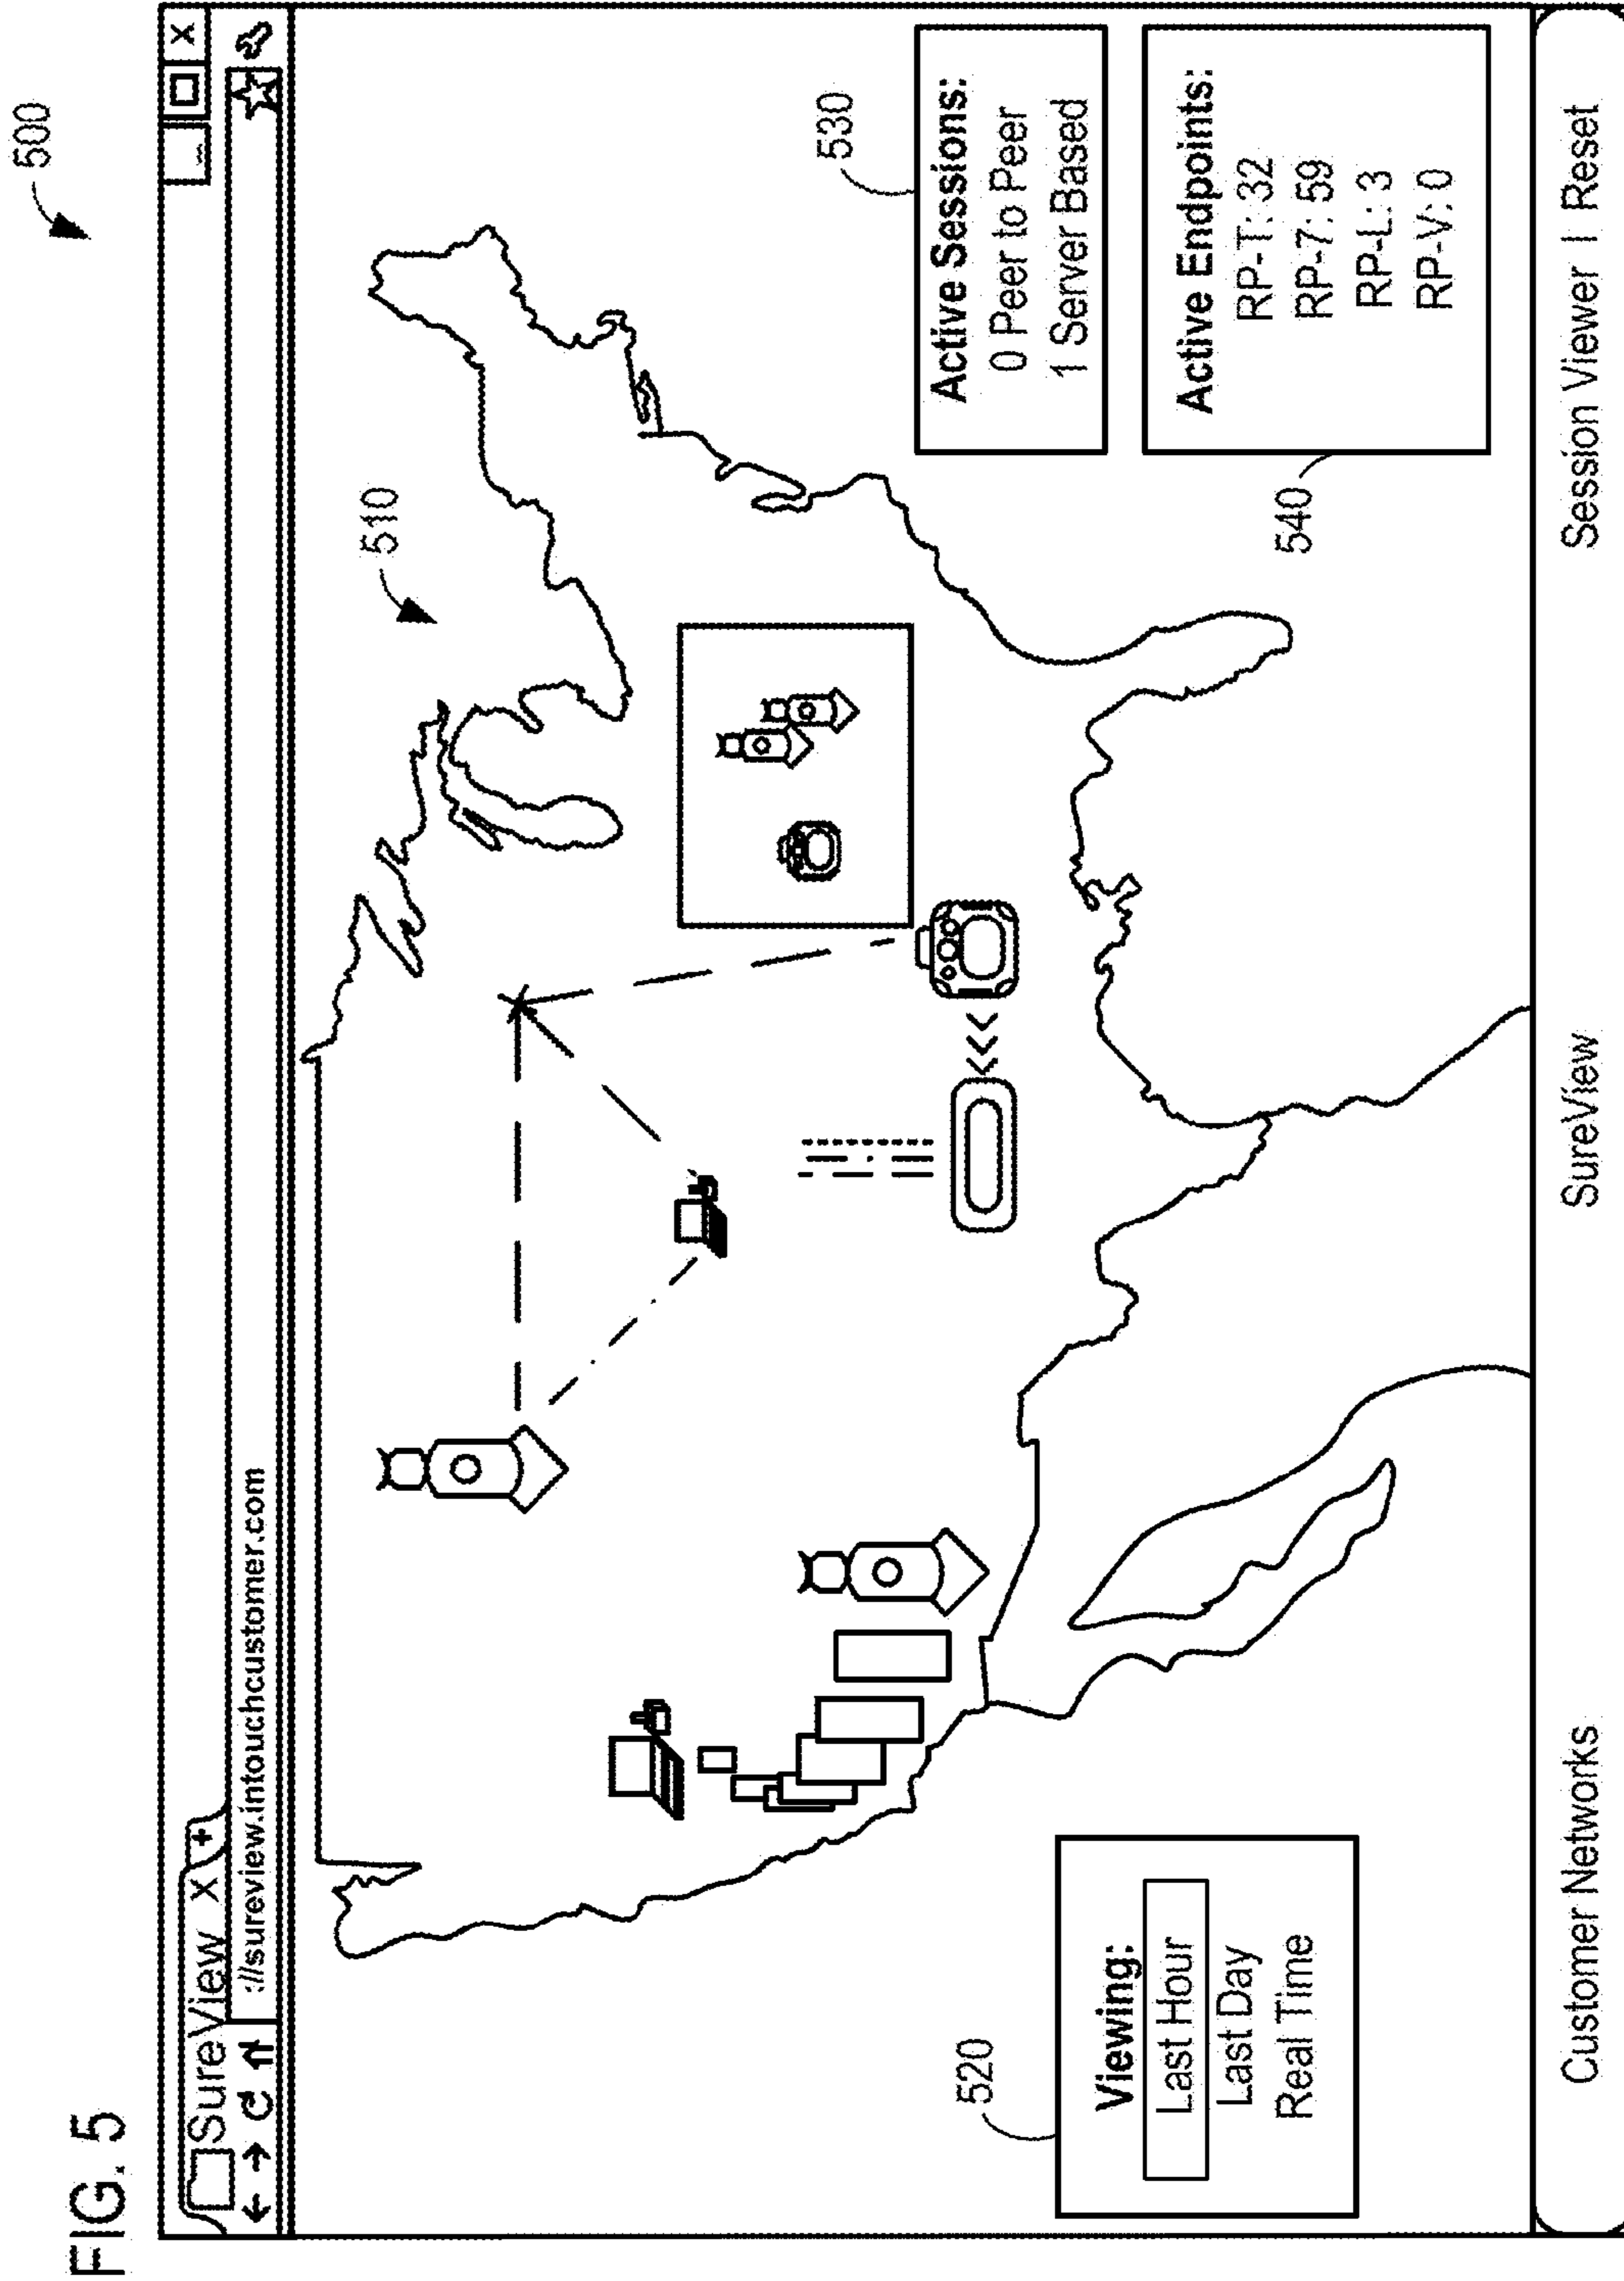 FIG. 5
500
SureView X +
://sureview.intouchcustomer.com
X
510
520
Viewing:
Last Hour
Last Day
Real Time
530
Active Sessions:
0 Peer to Peer
1 Server Based
540
Active Endpoints:
RP-T: 32
RP-7: 59
RP-L: 3
RP-V: 0
Customer Networks
SureView
Session Viewer | Reset